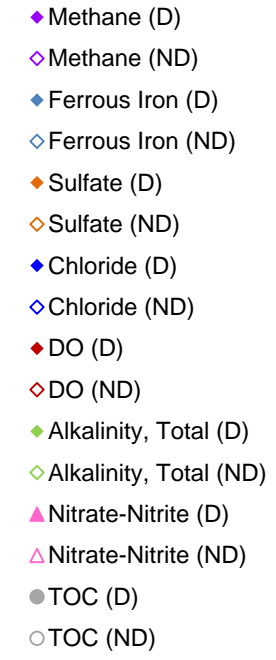 Methane (D)
Methane (ND)
Ferrous Iron (D)
Ferrous Iron (ND)
Sulfate (D)
Sulfate (ND)
Chloride (D)
Chloride (ND)
DO (D)
DO (ND)
Alkalinity, Total (D)
Alkalinity, Total (ND)
Nitrate-Nitrite (D)
Nitrate-Nitrite (ND)
TOC (D)
TOC (ND)